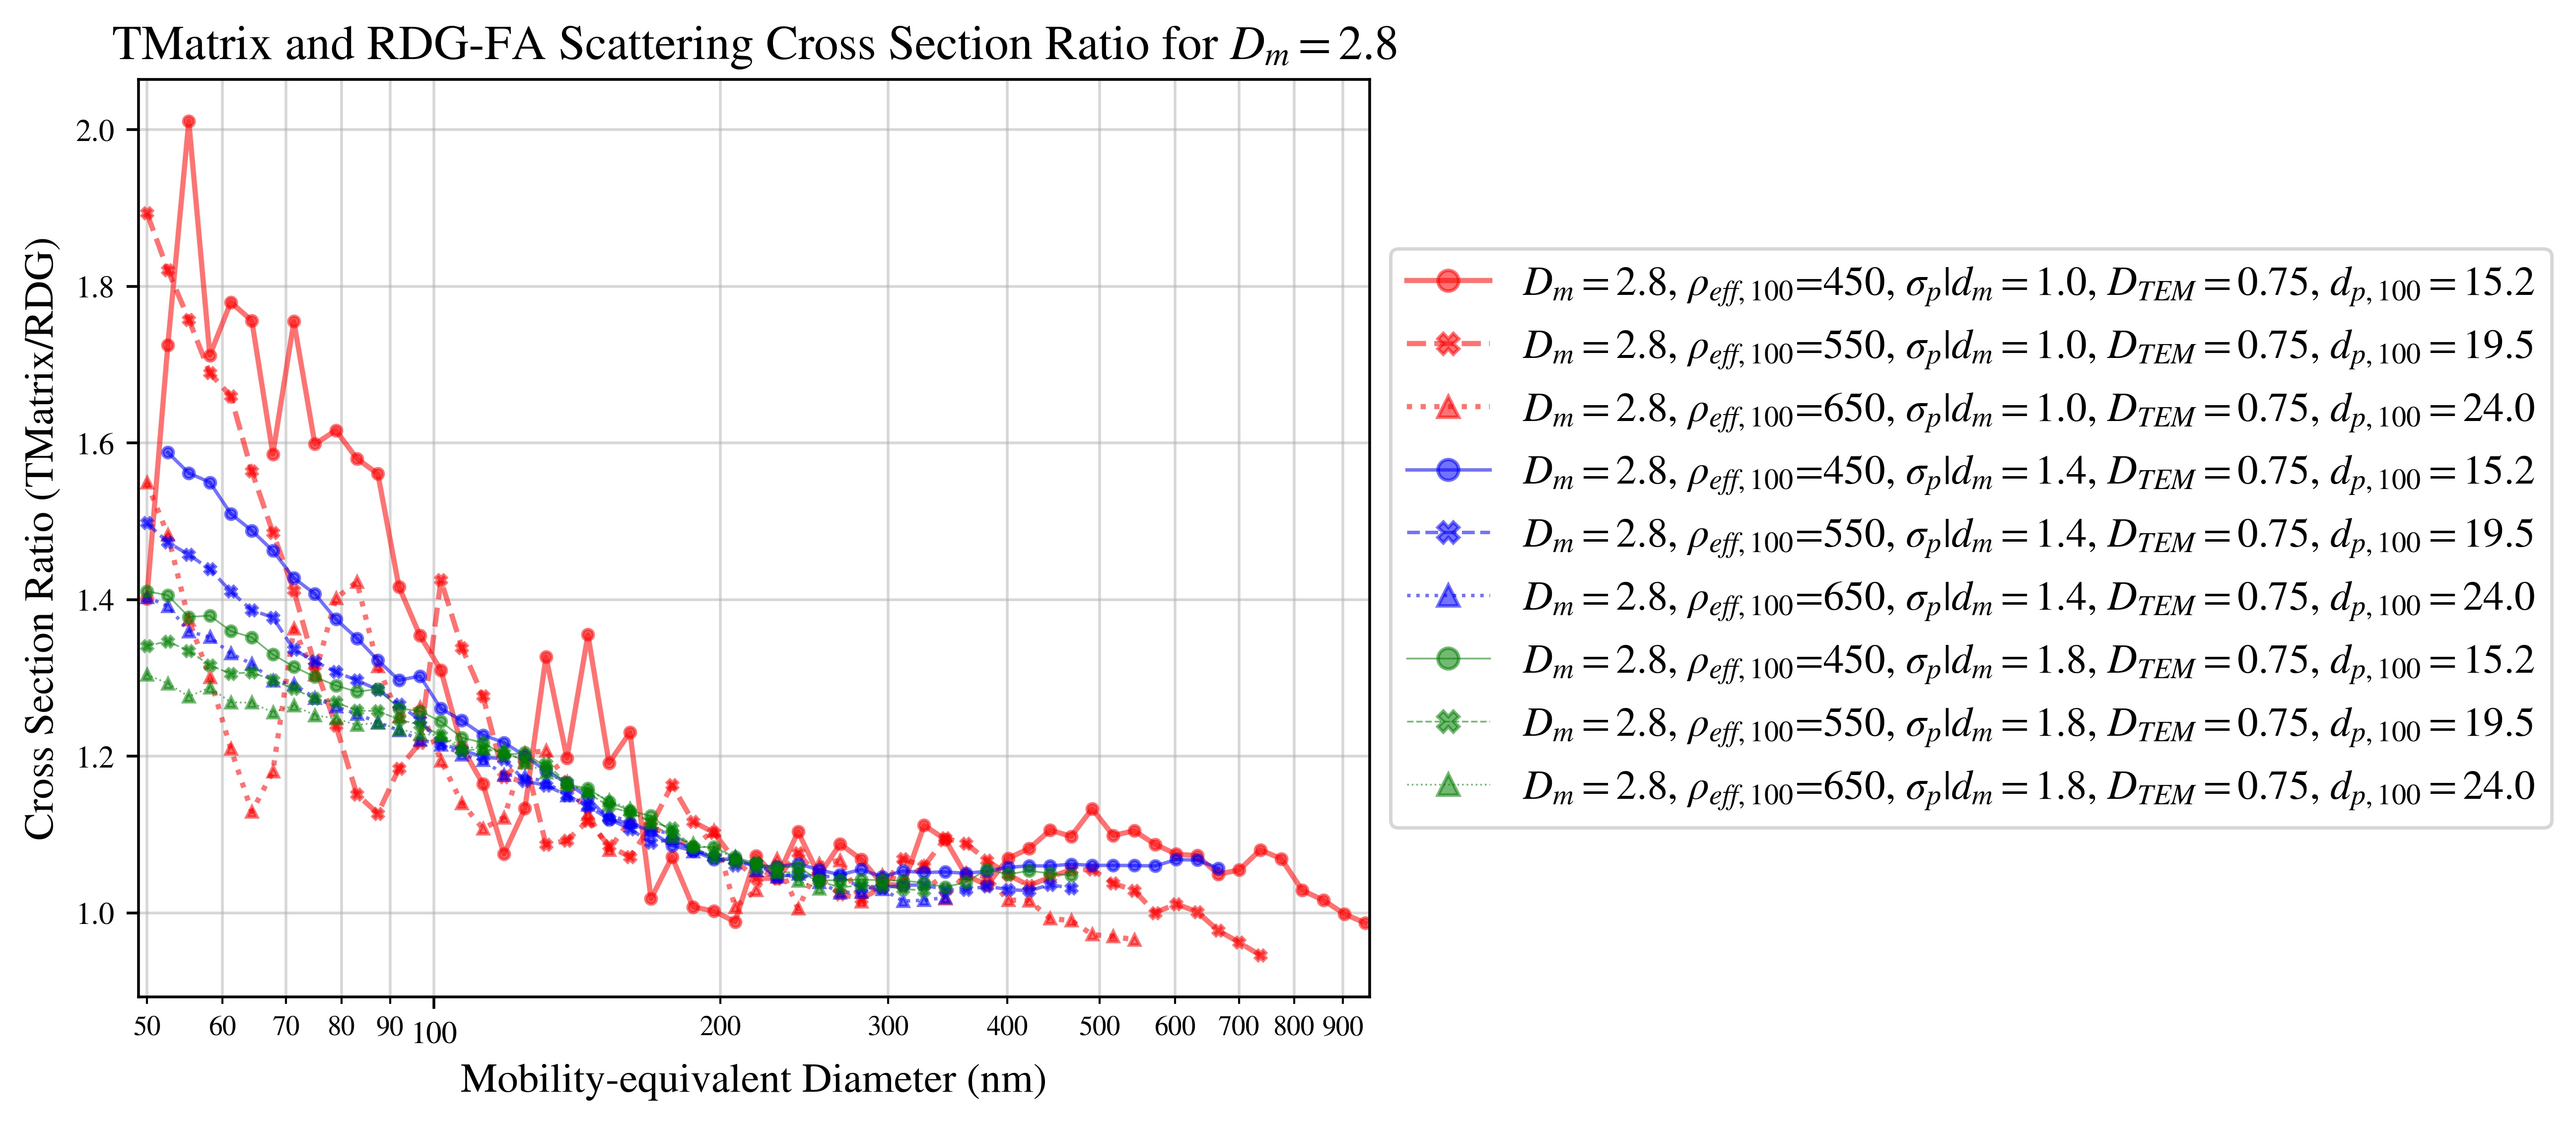 TMatrix and RDG-FA Scattering Cross Section Ratio for Dₘ = 2.8
Cross Section Ratio (TMatrix/RDG)
2.0
1.8
1.6
1.4
1.2
1.0
50 60 70 80 90 100 200 300 400 500 600 700 800 900
Mobility-equivalent Diameter (nm)
D_m = 2.8, ρ_eff,100=450, σ_p|d_m = 1.0, D_TEM = 0.75, d_p,100 = 15.2
D_m = 2.8, ρ_eff,100=550, σ_p|d_m = 1.0, D_TEM = 0.75, d_p,100 = 19.5
D_m = 2.8, ρ_eff,100=650, σ_p|d_m = 1.0, D_TEM = 0.75, d_p,100 = 24.0
D_m = 2.8, ρ_eff,100=450, σ_p|d_m = 1.4, D_TEM = 0.75, d_p,100 = 15.2
D_m = 2.8, ρ_eff,100=550, σ_p|d_m = 1.4, D_TEM = 0.75, d_p,100 = 19.5
D_m = 2.8, ρ_eff,100=650, σ_p|d_m = 1.4, D_TEM = 0.75, d_p,100 = 24.0
D_m = 2.8, ρ_eff,100=450, σ_p|d_m = 1.8, D_TEM = 0.75, d_p,100 = 15.2
D_m = 2.8, ρ_eff,100=550, σ_p|d_m = 1.8, D_TEM = 0.75, d_p,100 = 19.5
D_m = 2.8, ρ_eff,100=650, σ_p|d_m = 1.8, D_TEM = 0.75, d_p,100 = 24.0